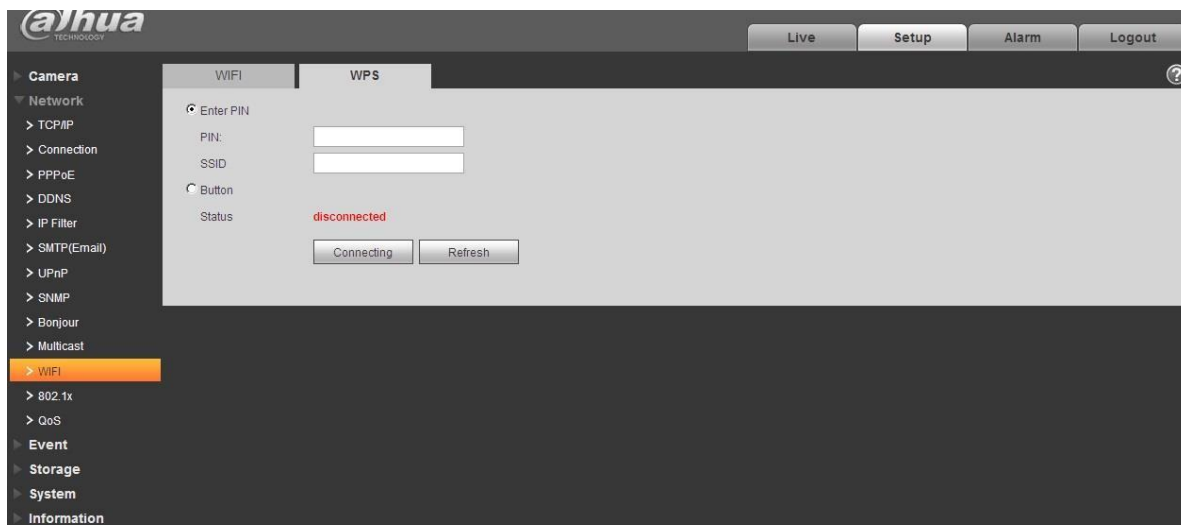 alhua
TECHNOLOGY
Live
Setup
Alarm
Logout
Camera
Network
> TCP/IP
> Connection
> PPPoE
> DDNS
> IP Filter
> SMTP(Email)
> UPnP
> SNMP
> Bonjour
> Multicast
> WIFI
> 802.1x
> QoS
Event
Storage
System
Information
WIFI
WPS
?
Enter PIN
PIN:
SSID
Button
Status
disconnected
Connecting
Refresh